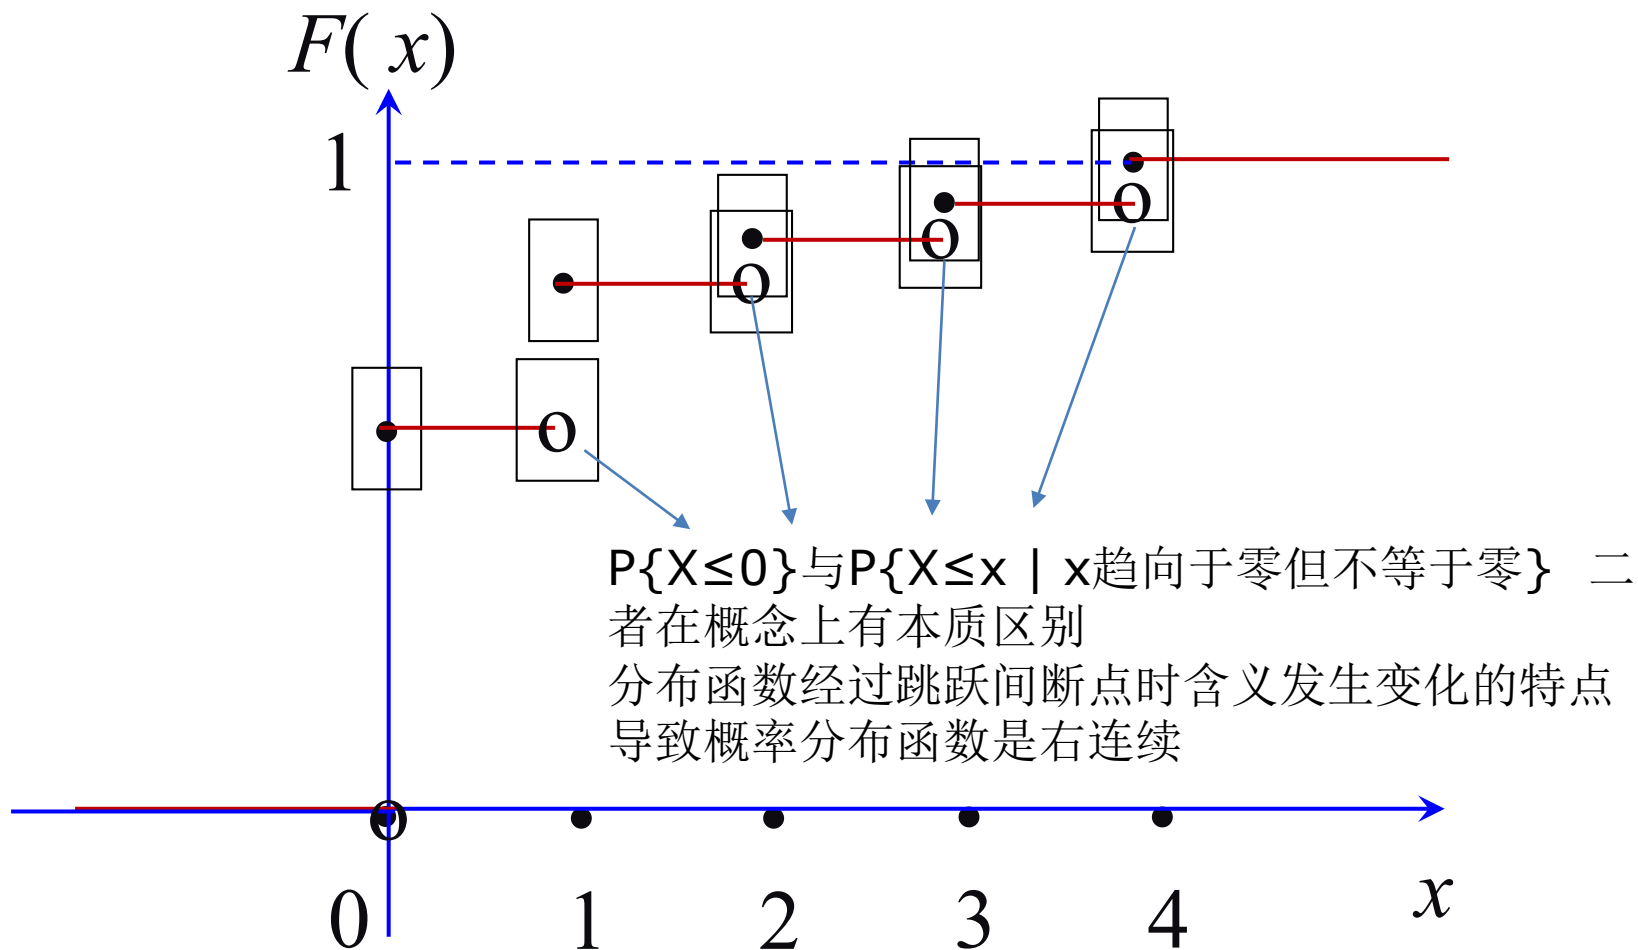 F( x)
1
P{X≤0}与P{X≤x | x趋向于零但不等于零} 二
者在概念上有本质区别
分布函数经过跳跃间断点时含义发生变化的特点
导致概率分布函数是右连续
0 1 2 3 4 x